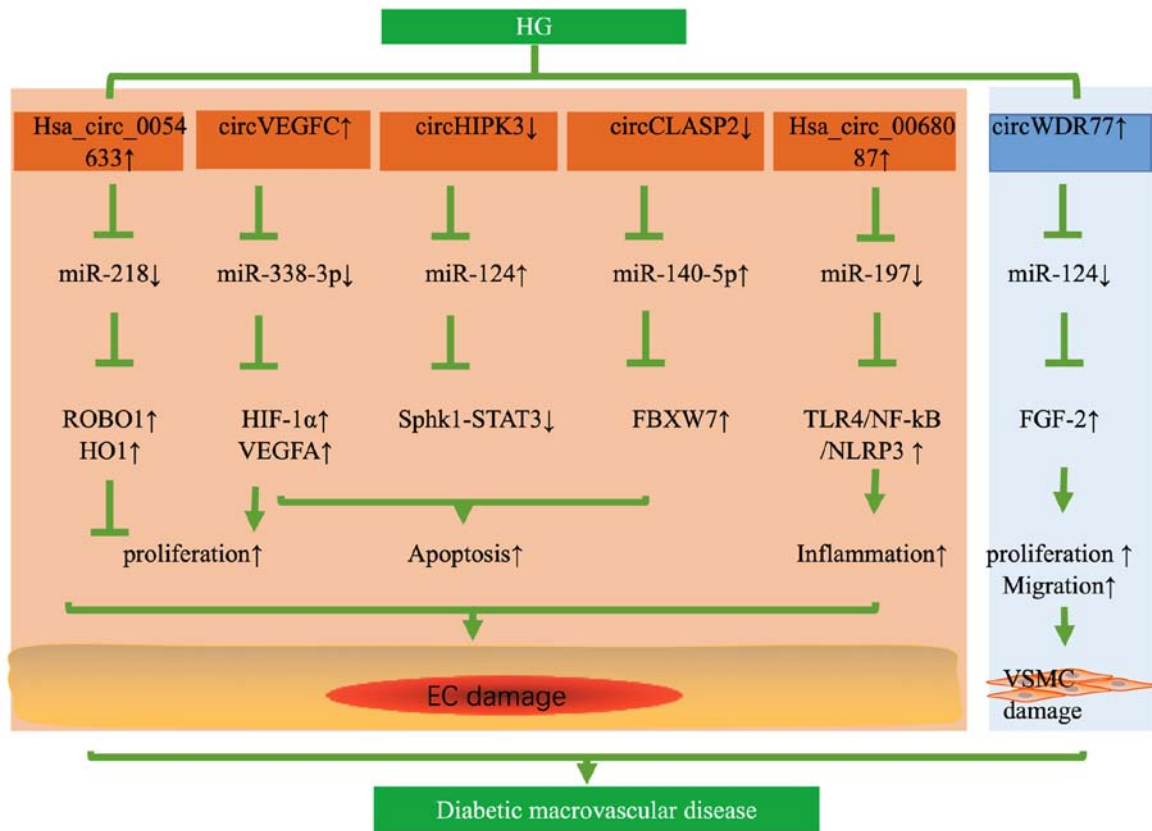 HG
Hsa_circ_0054
633↑
circVEGFC↑
circHIPK3↓
circCLASP2↓
Hsa_circ_00680
87↑
circWDR77↑
miR-218↓
miR-338-3p↓
miR-124↑
miR-140-5p↑
miR-197↓
miR-124↓
ROBO1↑
HO1↑
HIF-1α↑
VEGFA↑
Sphk1-STAT3↓
FBXW7↑
TLR4/NF-kB
/NLRP3 ↑
FGF-2↑
proliferation↑
Apoptosis↑
Inflammation↑
proliferation ↑
Migration↑
EC damage
VSMC
damage
Diabetic macrovascular disease